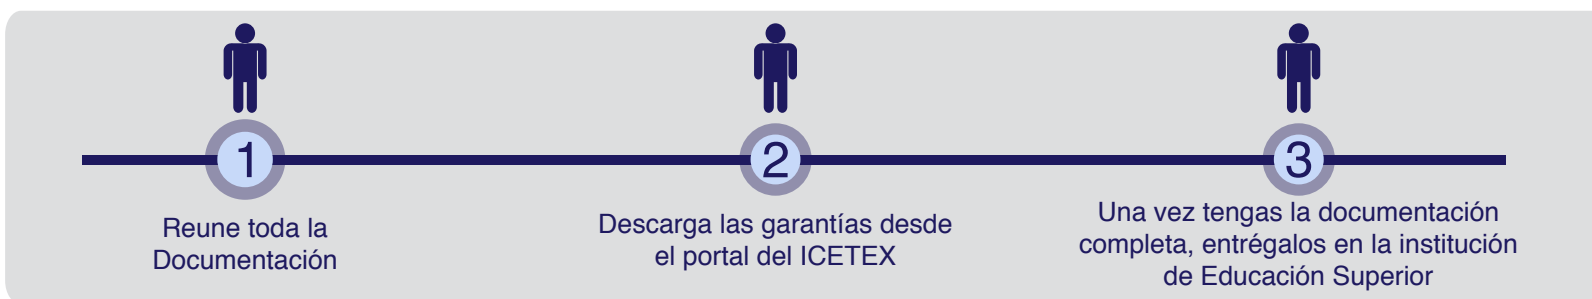 1
Reune toda la
Documentación
2
Descarga las garantías desde
el portal del ICETEX
3
Una vez tengas la documentación
completa, entrégalos en la institución
de Educación Superior